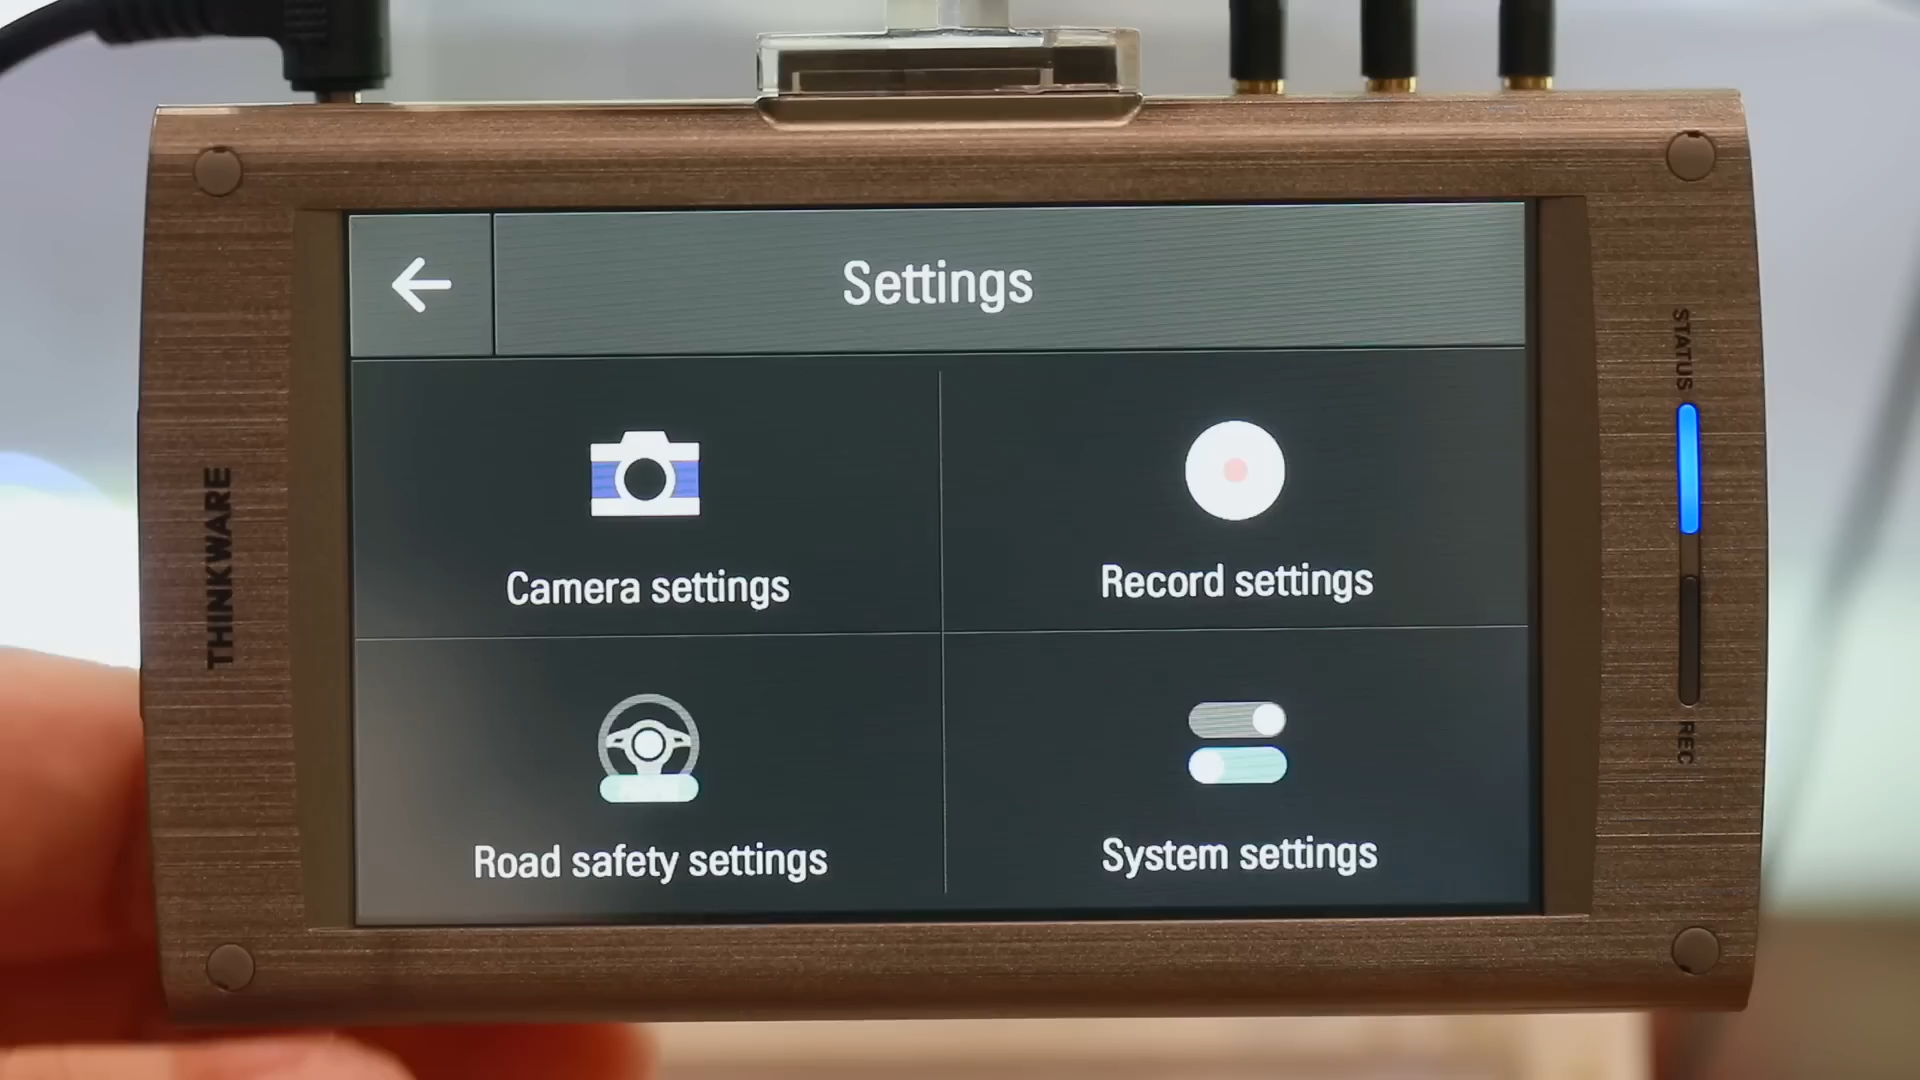 Settings
Camera settings
Record settings
Road safety settings
System settings
THINKWARE
STATUS
REC